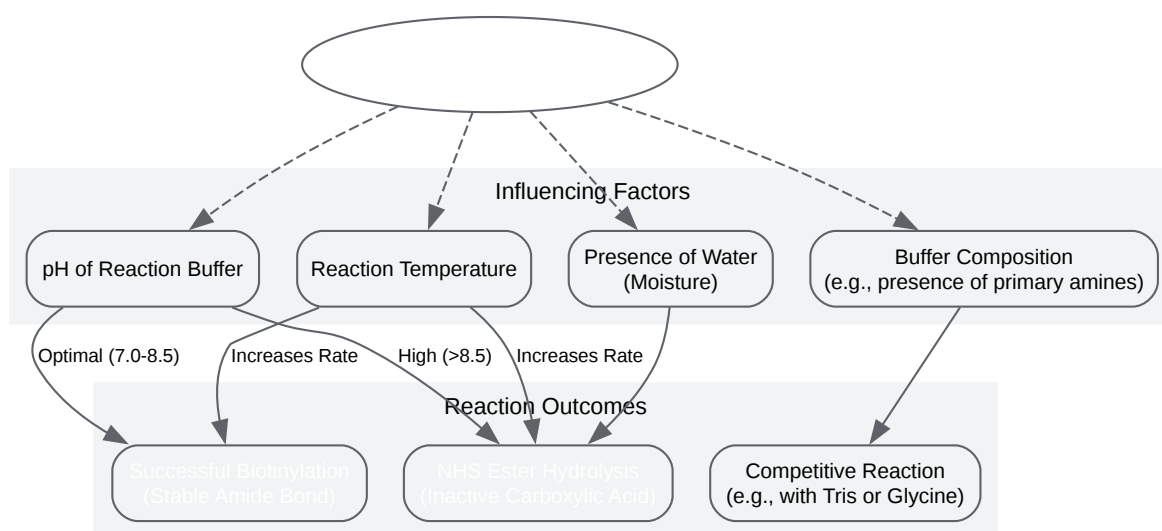 Influencing Factors
pH of Reaction Buffer
Reaction Temperature
Presence of Water
(Moisture)
Buffer Composition
(e.g., presence of primary amines)
Optimal (7.0-8.5)
Increases Rate
High (>8.5)
Increases Rate
Reaction Outcomes
Successful Biotinylation
(Stable Amide Bond)
NHS Ester Hydrolysis
(Inactive Carboxylic Acid)
Competitive Reaction
(e.g., with Tris or Glycine)